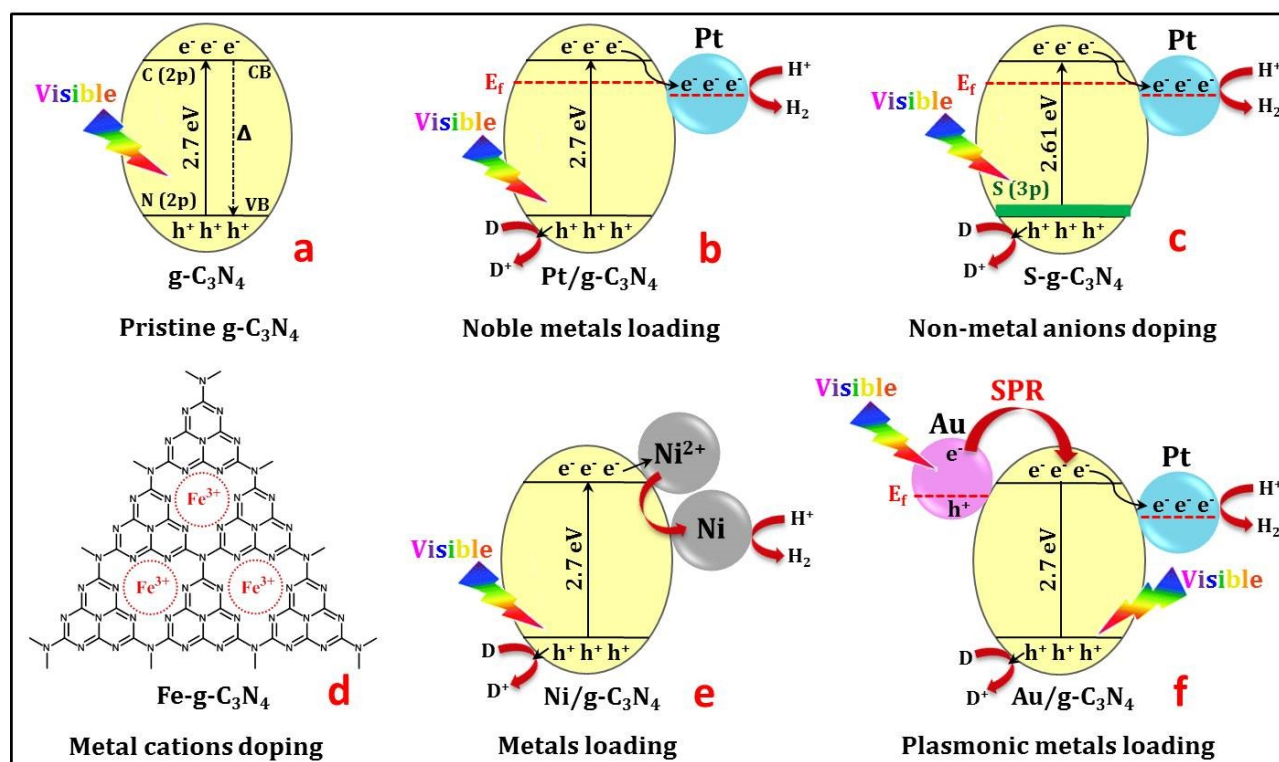 e⁻ e⁻ e⁻
C (2p)
CB
Visible
2.7 eV
Δ
N (2p)
VB
h⁺ h⁺ h⁺
a
g-C₃N₄
Pristine g-C₃N₄
e⁻ e⁻ e⁻
Pt
E_f
e⁻ e⁻ e⁻
H⁺
H₂
Visible
2.7 eV
D
h⁺ h⁺ h⁺
D⁺
b
Pt/g-C₃N₄
Noble metals loading
e⁻ e⁻ e⁻
Pt
E_f
e⁻ e⁻ e⁻
H⁺
H₂
Visible
2.61 eV
S (3p)
D
h⁺ h⁺ h⁺
D⁺
c
S-g-C₃N₄
Non-metal anions doping
N
N N
N N N
N N
N N N
Fe³⁺
Fe³⁺
Fe³⁺
Fe-g-C₃N₄
d
Metal cations doping
e⁻ e⁻ e⁻
Ni²⁺
Ni
H⁺
H₂
Visible
2.7 eV
D
h⁺ h⁺ h⁺
D⁺
e
Ni/g-C₃N₄
Metals loading
Visible
SPR
Au
e⁻
E_f
h⁺
e⁻ e⁻ e⁻
Pt
e⁻ e⁻ e⁻
H⁺
H₂
2.7 eV
Visible
D
h⁺ h⁺ h⁺
D⁺
f
Au/g-C₃N₄
Plasmonic metals loading